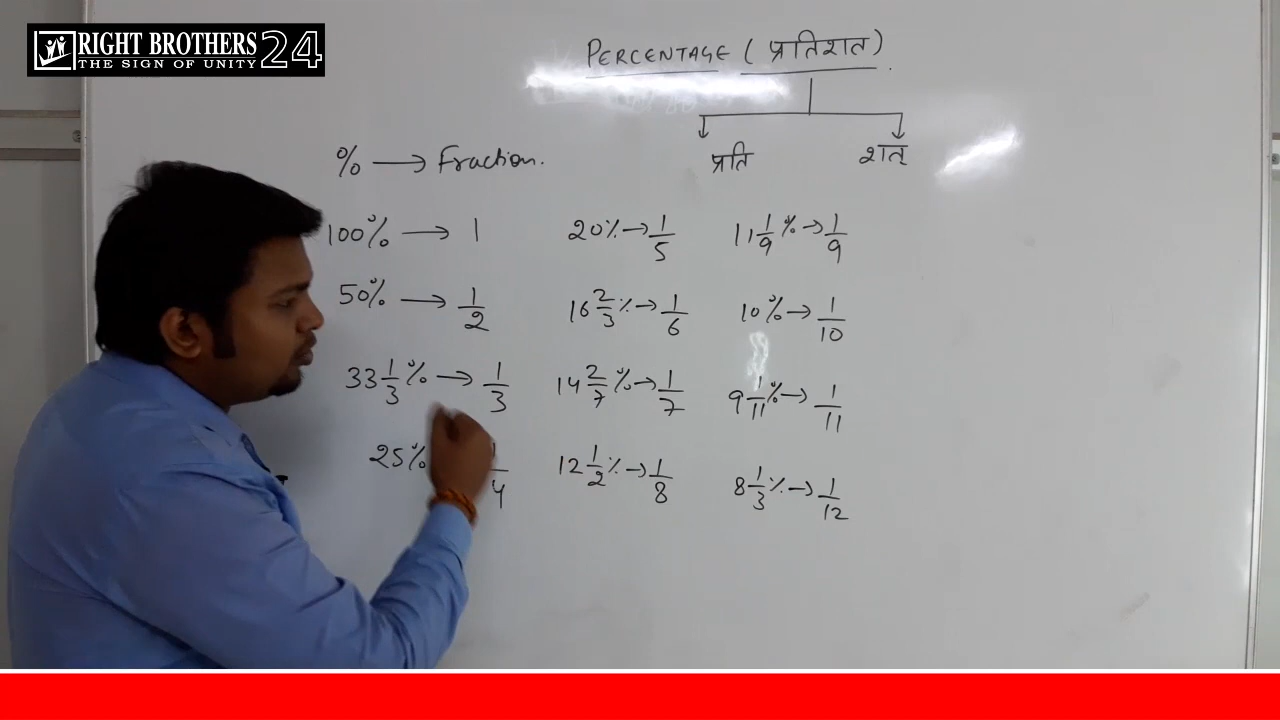 RIGHT BROTHERS 24
THE SIGN OF UNITY
PERCENTAGE (प्रतिशत)
प्रति शत्
% → Fraction.
100% → 1
50% → 1/2
33 1/3 % → 1/3
25% 1/4
20% → 1/5
16 2/3 % → 1/6
14 2/7 % → 1/7
12 1/2 % → 1/8
11 1/9 % → 1/9
10% → 1/10
9 1/11 % → 1/11
8 1/3 % → 1/12